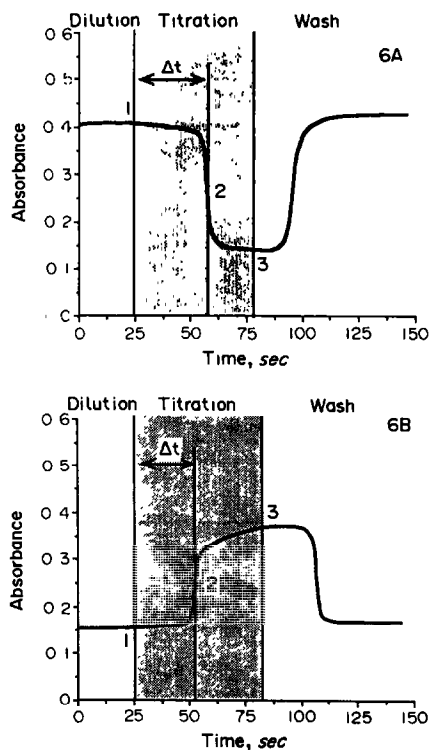 Dilution Titration Wash
6A
Δt
Absorbance
0 6
0 5
0 4
0 3
0 2
0 1
C
1
2
3
0 25 50 75 100 125 150
Time, sec
Dilution Titration Wash
6B
Δt
Absorbance
0 6
0 5
0 4
0 3
0 2
0 1
0
1
2
3
0 25 50 75 100 125 150
Time, sec